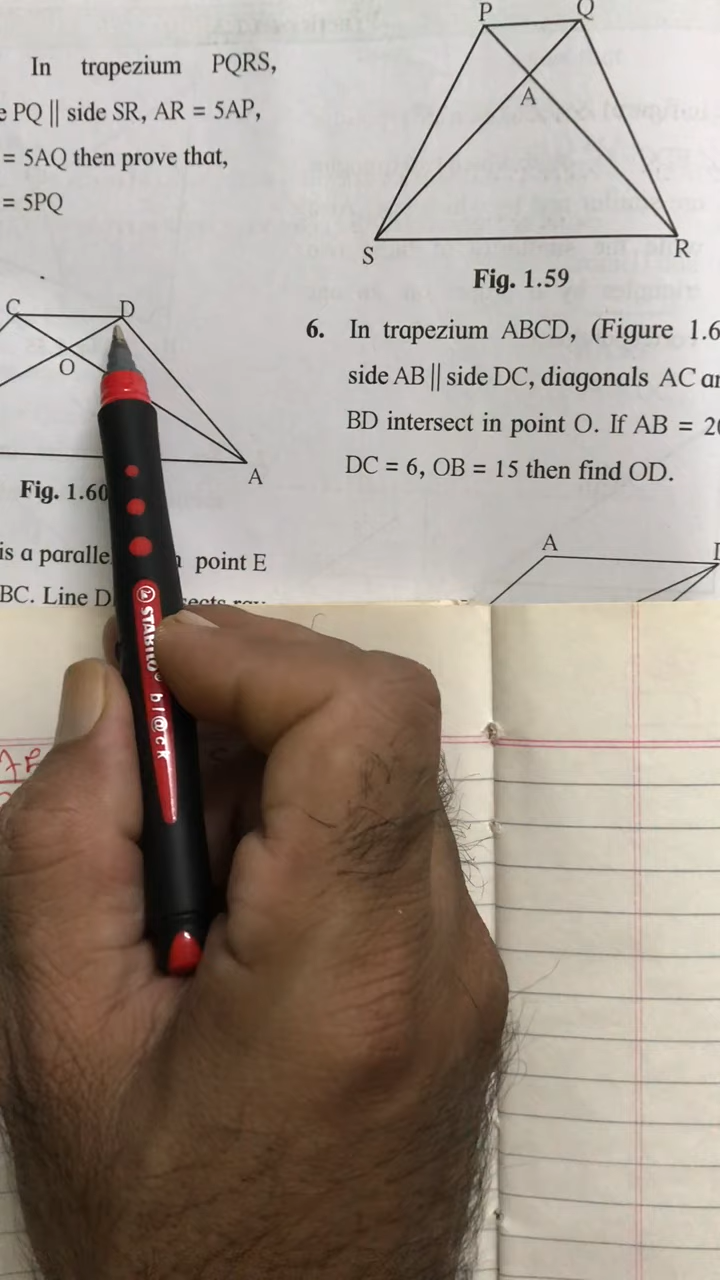 In trapezium PQRS,
PQ || side SR, AR = 5AP,
= 5AQ then prove that,
= 5PQ
P Q
A
S R
Fig. 1.59
C D
O
A
Fig. 1.60
6. In trapezium ABCD, (Figure 1.6
side AB || side DC, diagonals AC
BD intersect in point O. If AB = 2
DC = 6, OB = 15 then find OD.
is a point E
BC. Line
A
STABILO bl@ck